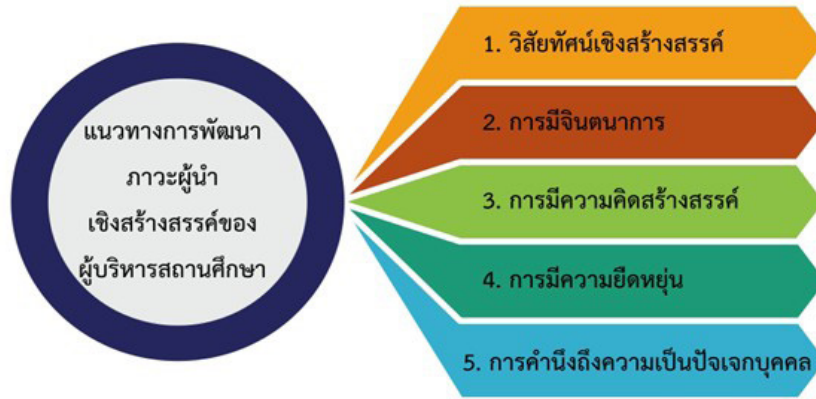 แนวทางการพัฒนา
ภาวะผู้นำ
เชิงสร้างสรรค์ของ
ผู้บริหารสถานศึกษา
1. วิสัยทัศน์เชิงสร้างสรรค์
2. การมีจินตนาการ
3. การมีความคิดสร้างสรรค์
4. การมีความยืดหยุ่น
5. การคำนึงถึงความเป็นปัจเจกบุคคล